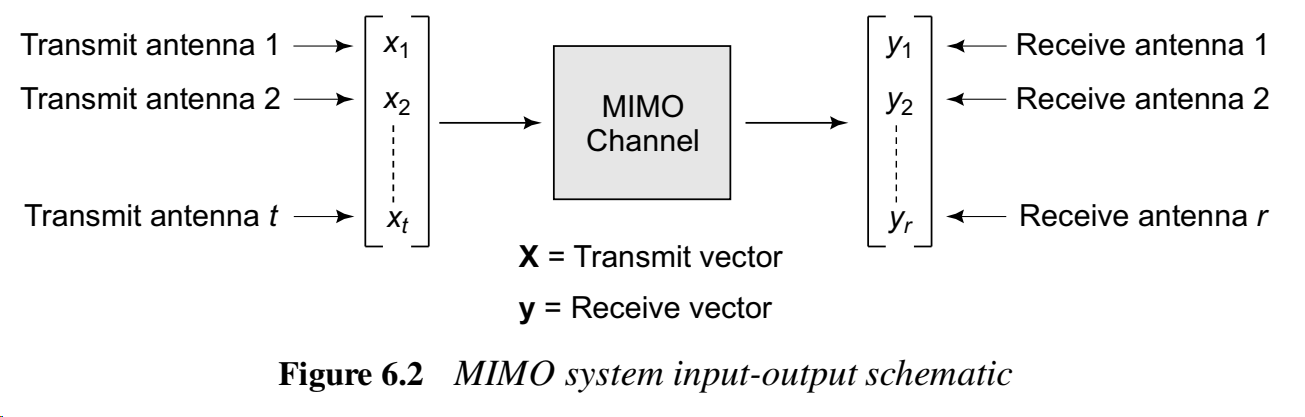 Transmit antenna 1 x1 y1 Receive antenna 1
Transmit antenna 2 x2 MIMO Channel y2 Receive antenna 2
Transmit antenna t xt yr Receive antenna r
X = Transmit vector
y = Receive vector
Figure 6.2 MIMO system input-output schematic